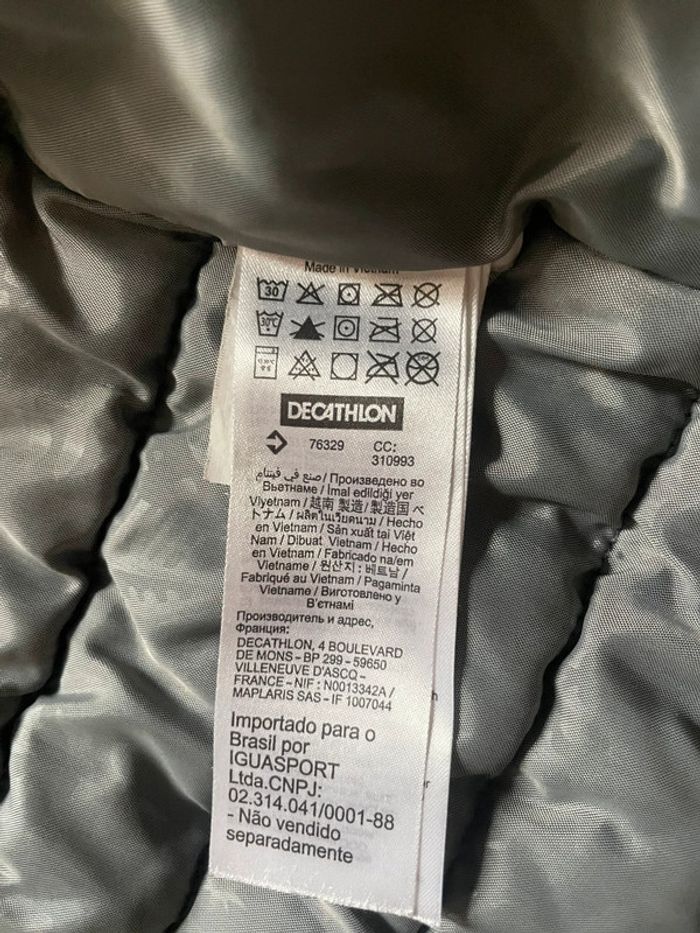 Made in Vietnam
30
30°C
DECATHLON
76329 CC:
310993
صنع في فيتنام / Произведено во
Вьетнаме / İmal edildiği yer
Viyetnam / 越南 製造 / 製造国 ベ
トナム / ผลิตในเวียดนาม / Hecho
en Vietnam / Sản xuất tại Việt
Nam / Dibuat Vietnam / Hecho
en Vietnam / Fabricado na/em
Vietname / 원산지 : 베트남 /
Fabriqué au Vietnam / Pagaminta
Vietname / Виготовлено у
В'єтнамі
Производитель и адрес,
Франция:
DECATHLON, 4 BOULEVARD
DE MONS - BP 299 - 59650
VILLENEUVE D'ASCQ -
FRANCE - NIF : N0013342A /
MAPLARIS SAS - IF 1007044
Importado para o
Brasil por
IGUASPORT
Ltda.CNPJ:
02.314.041/0001-88
- Não vendido
separadamente